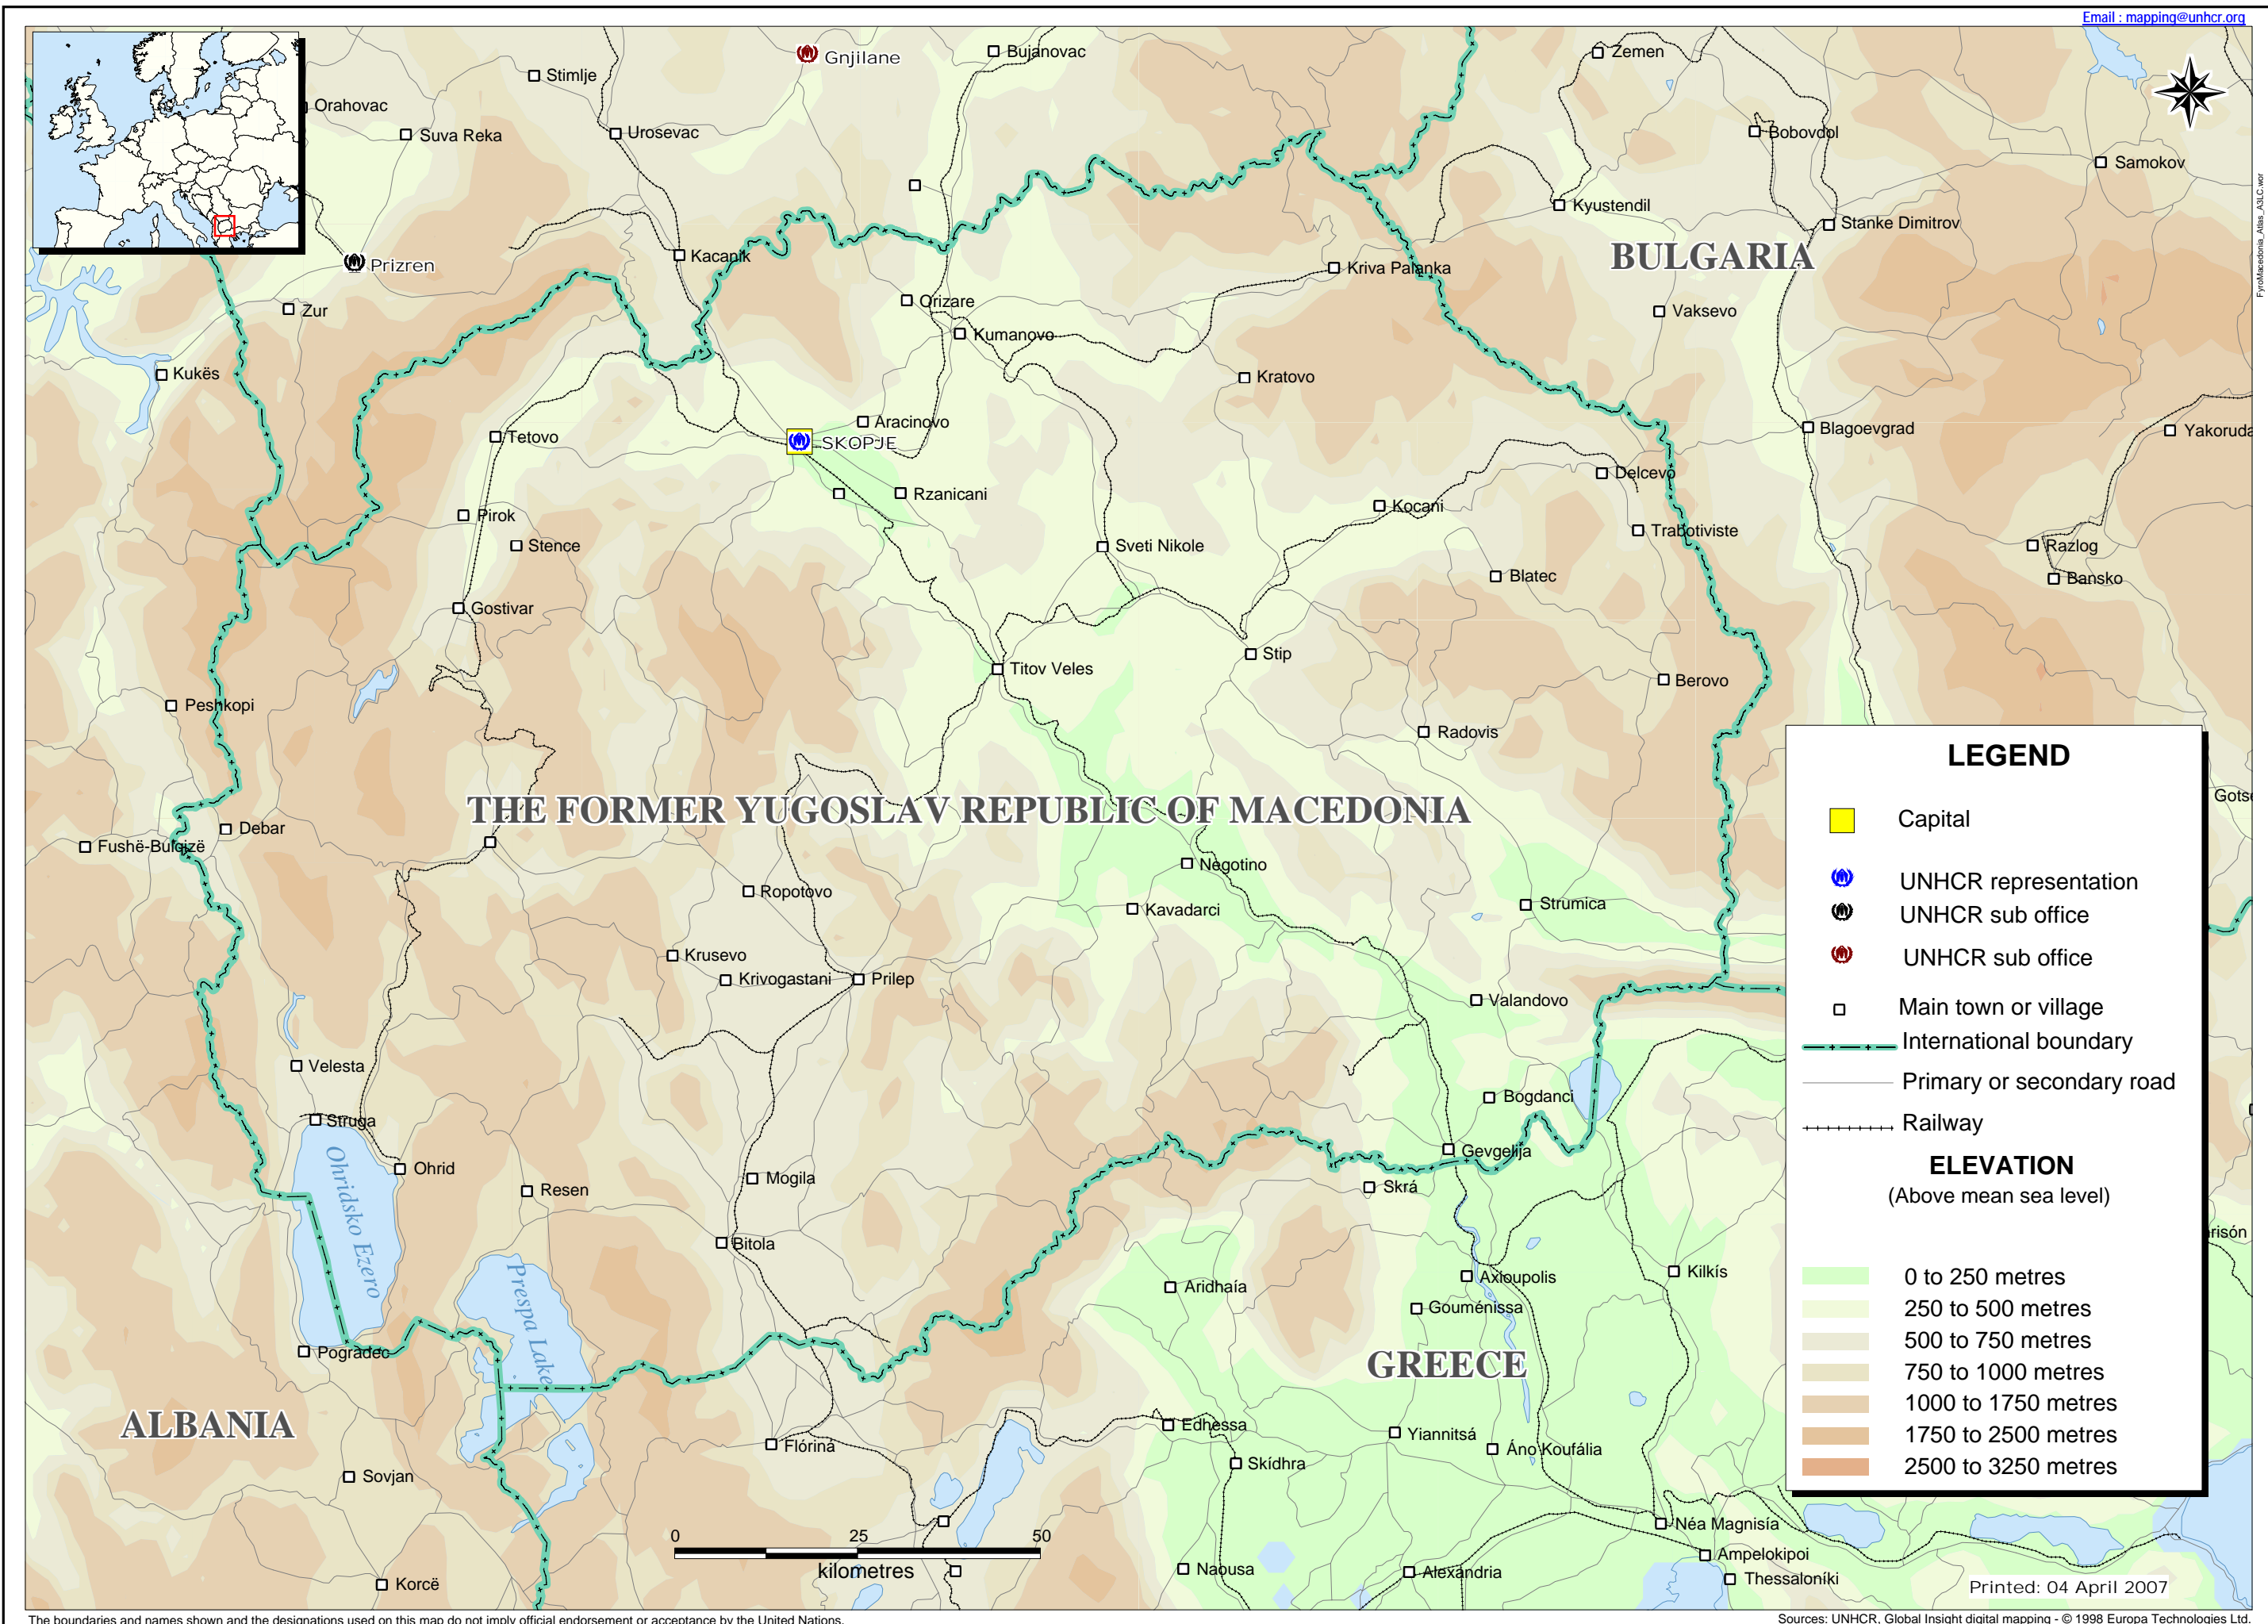 Email : mapping@unhcr.org
FyroMacedonia_Atlas_A3LC.wor
Gnjilane
Bujanovac
Zemen
Stimlje
Orahovac
Suva Reka
Urosevac
Bobovdol
Samokov
Kyustendil
Stanke Dimitrov
BULGARIA
Prizren
Kacanik
Kriva Palanka
Zur
Orizare
Vaksevo
Kumanovo
Kukës
Kratovo
Aracinovo
Blagoevgrad
Yakoruda
Tetovo
SKOPJE
Delcevo
Rzanicani
Kocani
Pirok
Trabotiviste
Stence
Sveti Nikole
Razlog
Blatec
Bansko
Gostivar
Stip
Titov Veles
Berovo
Peshkopi
Radovis
THE FORMER YUGOSLAV REPUBLIC OF MACEDONIA
Debar
Fushë-Bulqizë
Negotino
Ropotovo
Kavadarci
Strumica
Krusevo
Krivogastani
Prilep
Valandovo
Velesta
Bogdanci
Struga
Gevgelija
Ohrid
Ohridsko Ezero
Mogila
Skrá
Resen
Bitola
Prespa Lake
Aridhaía
Axioupolis
Kilkís
Gouménissa
Pogradec
GREECE
ALBANIA
Edhessa
Yiannitsá
Flórina
Áno Koufália
Skídhra
Sovjan
Néa Magnisía
Ampelokipoi
Naousa
Alexandria
Thessaloníki
Korcë
LEGEND
Capital
UNHCR representation
UNHCR sub office
UNHCR sub office
Main town or village
International boundary
Primary or secondary road
Railway
ELEVATION
(Above mean sea level)
0 to 250 metres
250 to 500 metres
500 to 750 metres
750 to 1000 metres
1000 to 1750 metres
1750 to 2500 metres
2500 to 3250 metres
0 25 50
kilometres
Printed: 04 April 2007
The boundaries and names shown and the designations used on this map do not imply official endorsement or acceptance by the United Nations.
Sources: UNHCR, Global Insight digital mapping - © 1998 Europa Technologies Ltd.